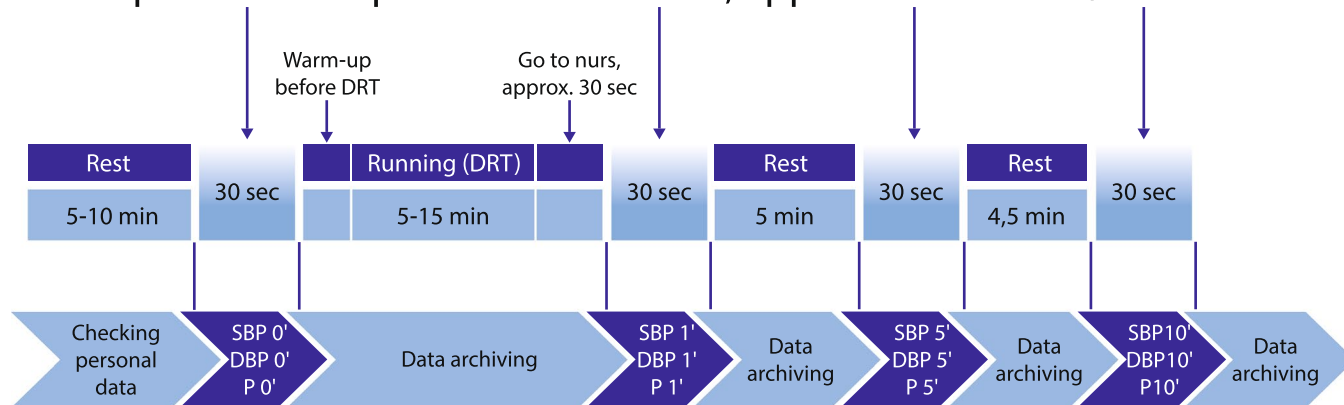 Warm-up
before DRT
Go to nurs,
approx. 30 sec
Rest
30 sec
Running (DRT)
30 sec
Rest
30 sec
Rest
30 sec
5-10 min
5-15 min
5 min
4,5 min
Checking
personal
data
SBP 0'
DBP 0'
P 0'
Data archiving
SBP 1'
DBP 1'
P 1'
Data
archiving
SBP 5'
DBP 5'
P 5'
Data
archiving
SBP10'
DBP10'
P10'
Data
archiving